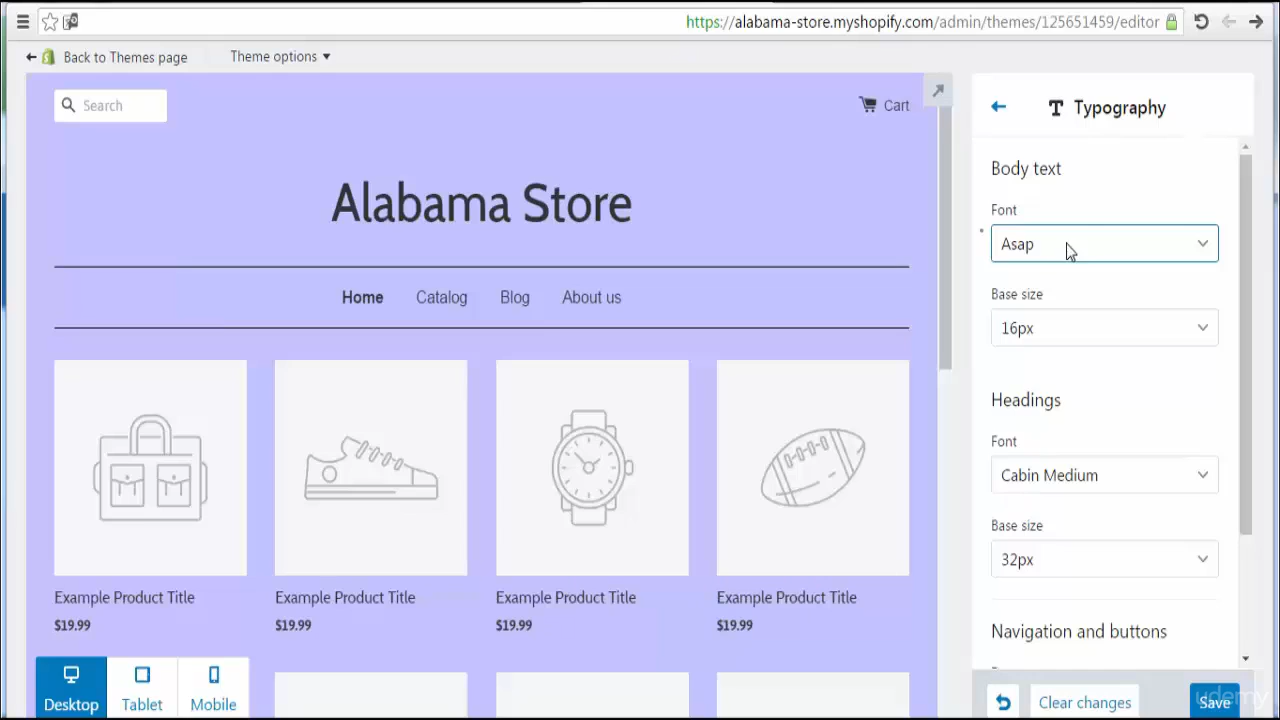 https://alabama-store.myshopify.com/admin/themes/125651459/editor
Back to Themes page
Theme options
Search
Cart
Alabama Store
Home Catalog Blog About us
Example Product Title Example Product Title Example Product Title Example Product Title
$19.99 $19.99 $19.99 $19.99
Desktop Tablet Mobile
Typography
Body text
Font
Asap
Base size
16px
Headings
Font
Cabin Medium
Base size
32px
Navigation and buttons
Clear changes
Save
udemy